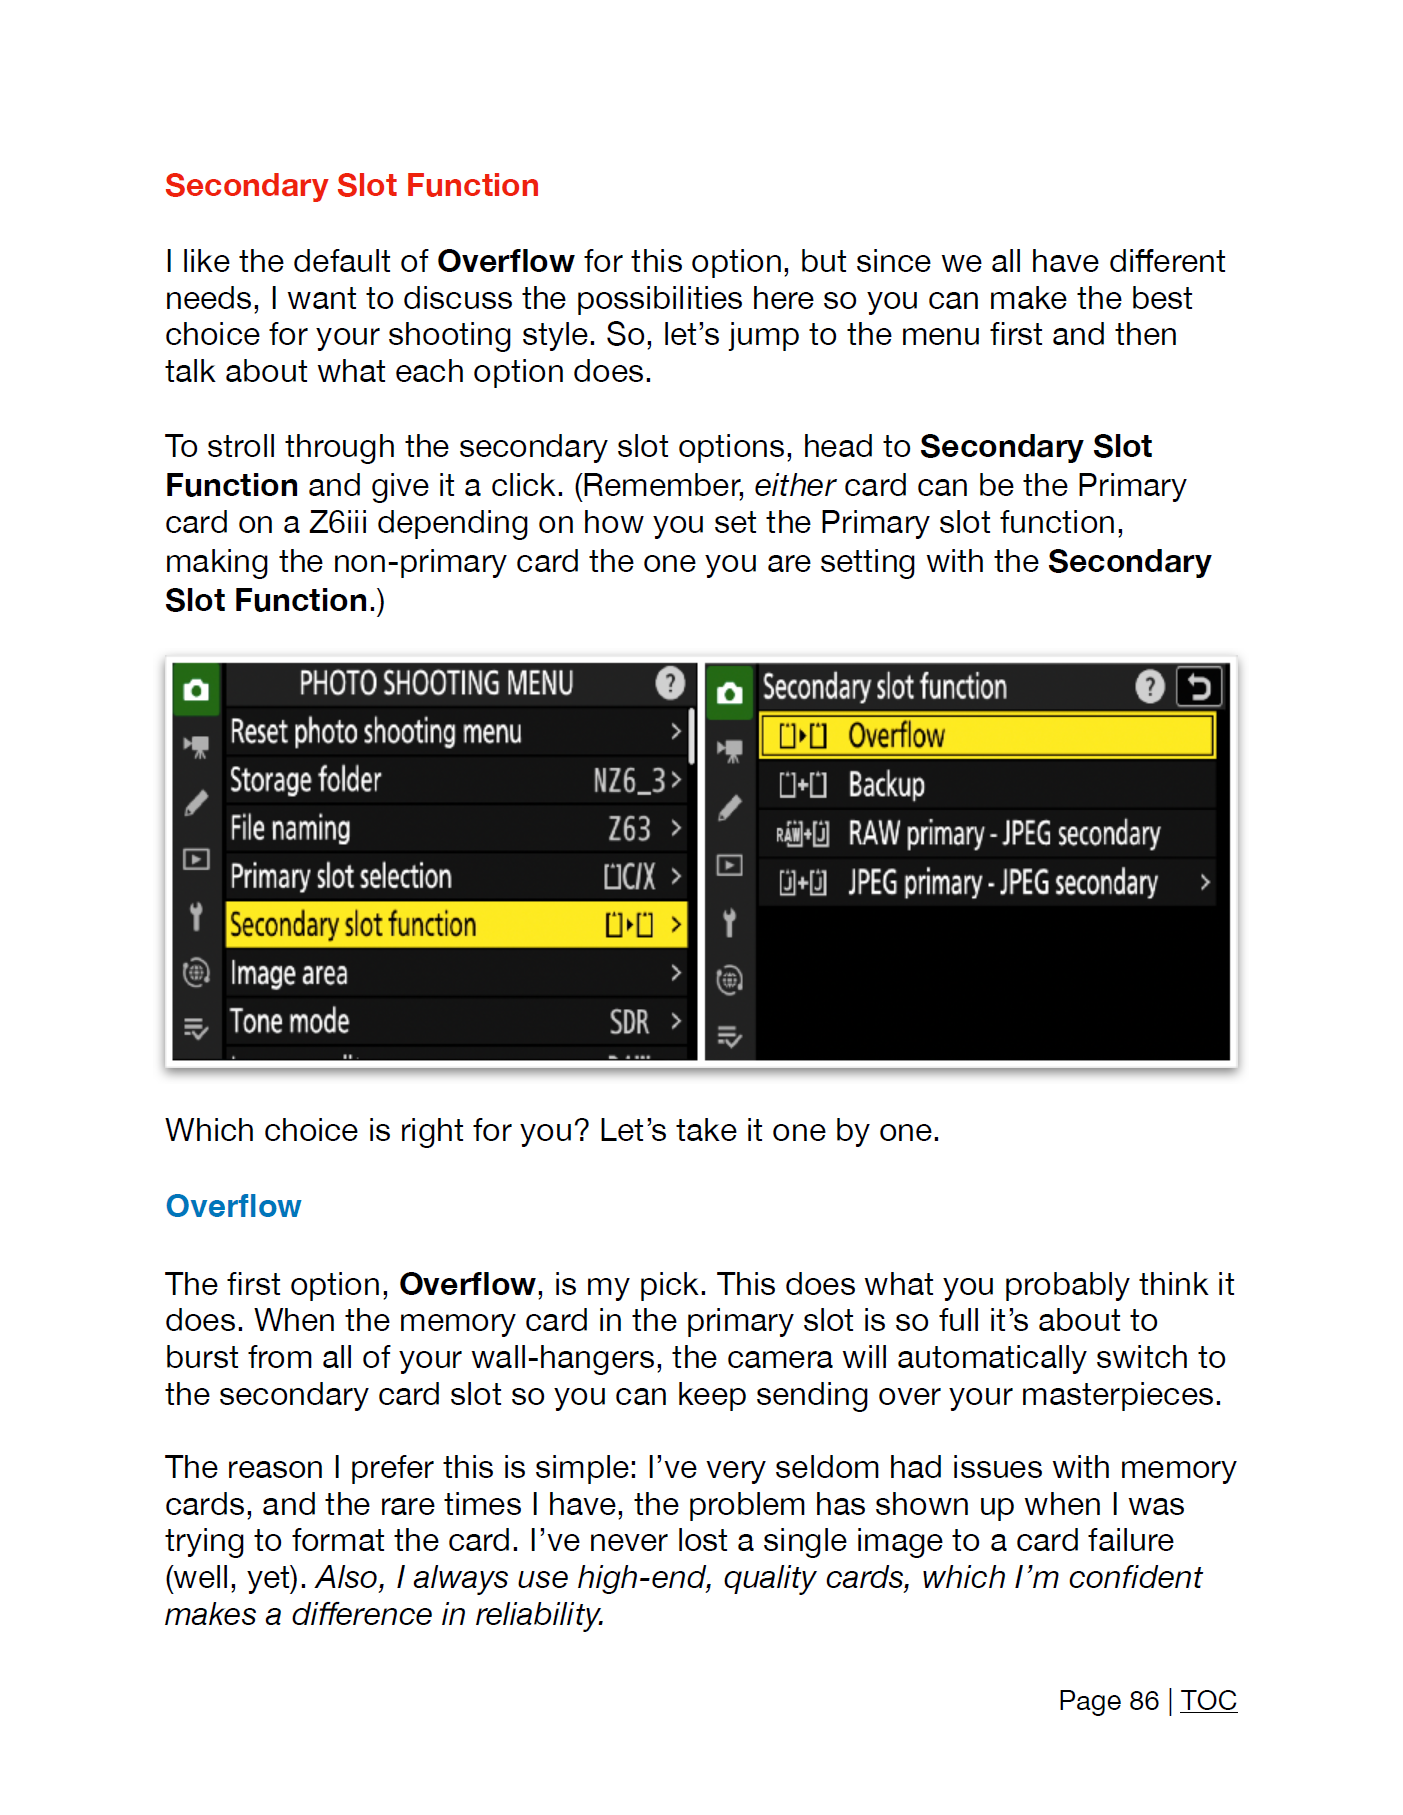 Secondary Slot Function
I like the default of Overflow for this option, but since we all have different
needs, I want to discuss the possibilities here so you can make the best
choice for your shooting style. So, let's jump to the menu first and then
talk about what each option does.
To stroll through the secondary slot options, head to Secondary Slot
Function and give it a click. (Remember, either card can be the Primary
card on a Z6iii depending on how you set the Primary slot function,
making the non-primary card the one you are setting with the Secondary
Slot Function.)
PHOTO SHOOTING MENU ?
Reset photo shooting menu >
Storage folder NZ6_3 >
File naming Z63 >
Primary slot selection C/X >
Secondary slot function >
Image area >
Tone mode SDR >
Secondary slot function ?
Overflow
Backup
RAW primary - JPEG secondary
JPEG primary - JPEG secondary >
Which choice is right for you? Let's take it one by one.
Overflow
The first option, Overflow, is my pick. This does what you probably think it
does. When the memory card in the primary slot is so full it's about to
burst from all of your wall-hangers, the camera will automatically switch to
the secondary card slot so you can keep sending over your masterpieces.
The reason I prefer this is simple: I've very seldom had issues with memory
cards, and the rare times I have, the problem has shown up when I was
trying to format the card. I've never lost a single image to a card failure
(well, yet). Also, I always use high-end, quality cards, which I'm confident
makes a difference in reliability.
Page 86 | TOC